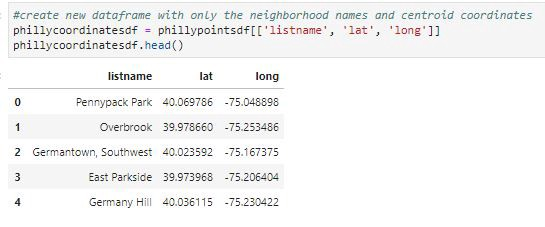 #create new dataframe with only the neighborhood names and centroid coordinates
phillycoordinatesdf = phillypointsdf[['listname', 'lat', 'long']]
phillycoordinatesdf.head()
listname lat long
0 Pennypack Park 40.069786 -75.048898
1 Overbrook 39.978660 -75.253486
2 Germantown, Southwest 40.023592 -75.167375
3 East Parkside 39.973968 -75.206404
4 Germany Hill 40.036115 -75.230422